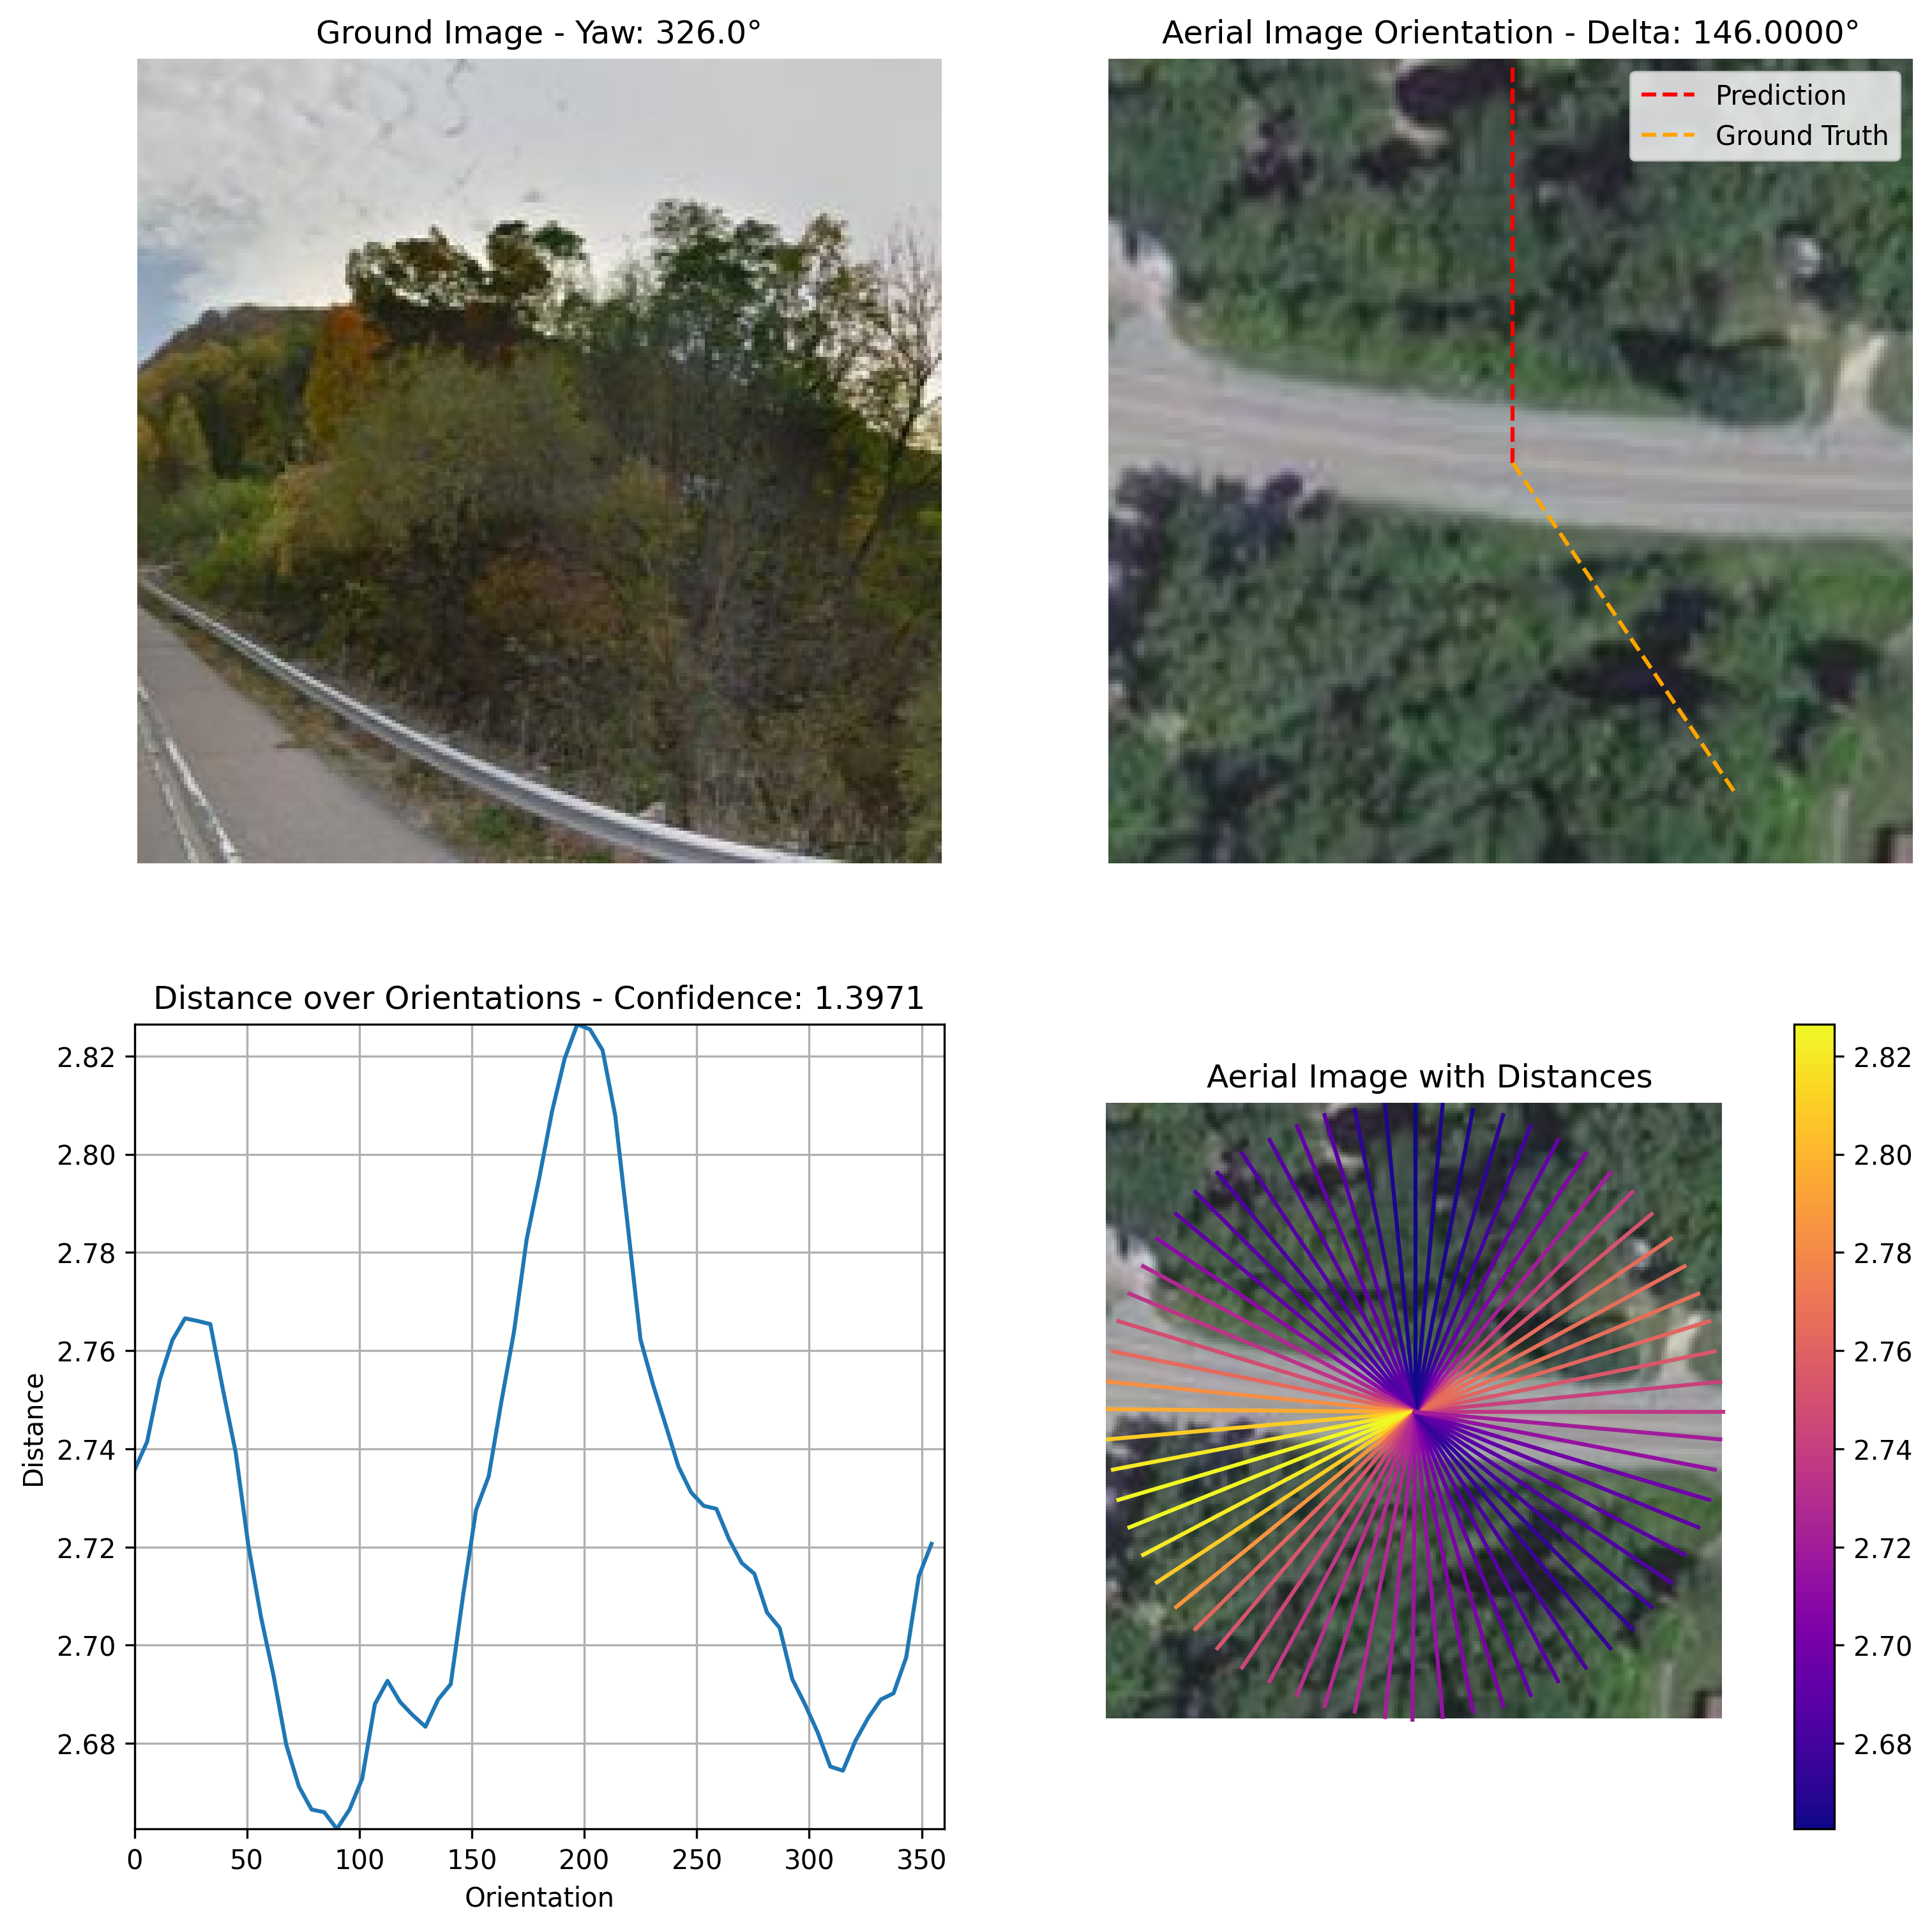 Ground Image - Yaw: 326.0°
Aerial Image Orientation - Delta: 146.0000°
Prediction
Ground Truth
Distance over Orientations - Confidence: 1.3971
2.82
2.80
2.78
2.76
2.74
2.72
2.70
2.68
Distance
0 50 100 150 200 250 300 350
Orientation
Aerial Image with Distances
2.82
2.80
2.78
2.76
2.74
2.72
2.70
2.68